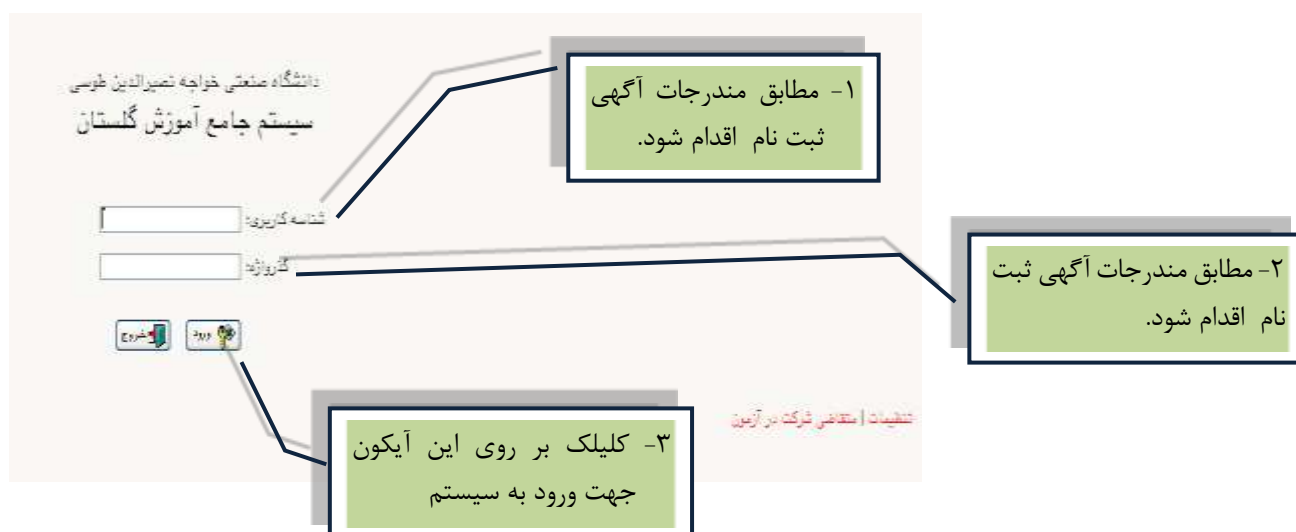 دانشگاه صنعتی خواجه نصیرالدین طوسی
سیستم جامع آموزش گلستان
۱- مطابق مندرجات آگهی
ثبت نام اقدام شود.
شناسه کاربری:
گذرواژه:
۲- مطابق مندرجات آگهی ثبت
نام اقدام شود.
ورود
خروج
تنظیمات | متقاضی شرکت در آزمون
۳- کلیلک بر روی این آیکون
جهت ورود به سیستم